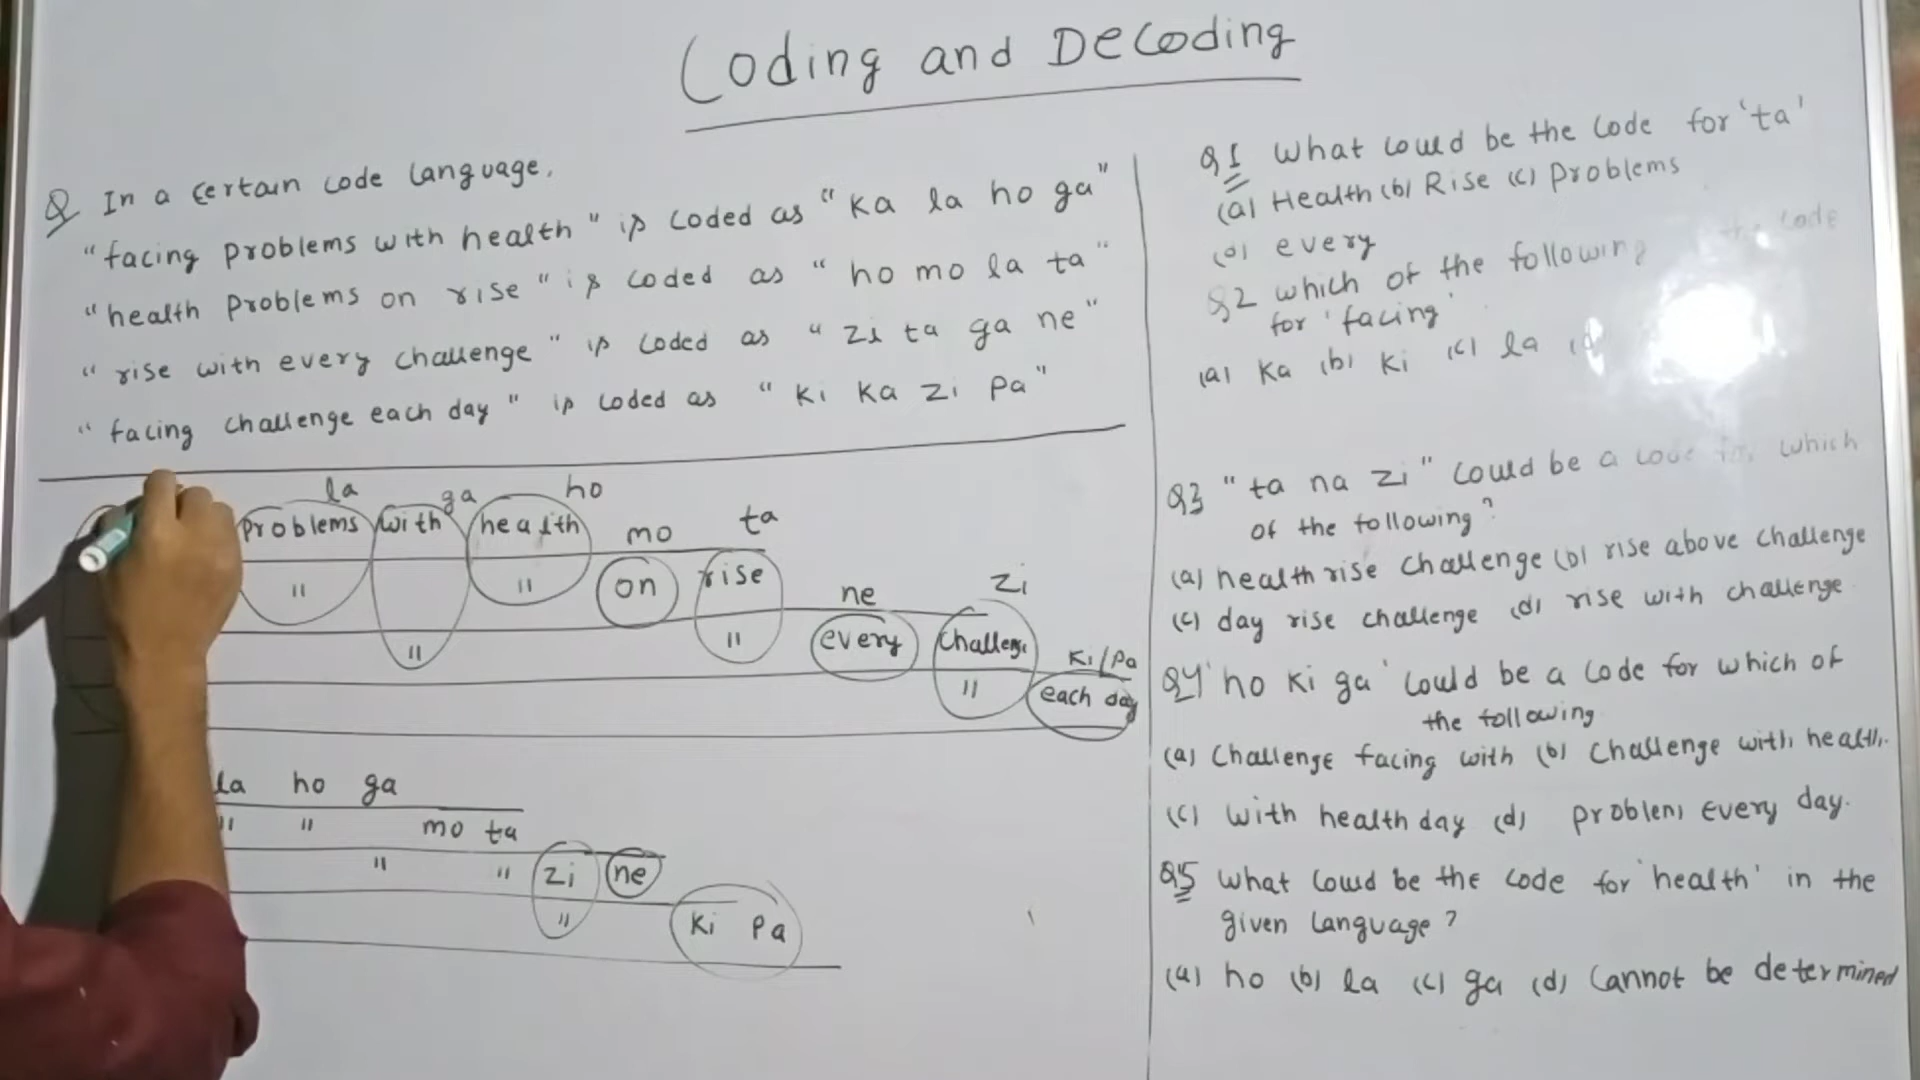 Coding and Decoding
Q In a certain code language.
"facing problems with health" is coded as "ka la ho ga"
"health problems on rise" is coded as "ho mo la ta"
"rise with every challenge" is coded as "zi ta ga ne"
"facing challenge each day" is coded as "ki ka zi pa"
la ga ho
problems with health mo ta
" " on rise ne zi
" " every challenge ki/pa
" each day
la ho ga
" " mo ta
" " zi ne
" ki pa
Q1 What could be the code for 'ta'
(a) Health (b) Rise (c) problems
(d) every
Q2 which of the following the code
for 'facing'
(a) ka (b) ki (c) la (d
Q3 "ta na zi" could be a code for which
of the following?
(a) health rise challenge (b) rise above challenge
(c) day rise challenge (d) rise with challenge
Q4 'ho ki ga' could be a code for which of
the following
(a) Challenge facing with (b) Challenge with health.
(c) with health day (d) problem, every day.
Q5 What could be the code for 'health' in the
given language?
(a) ho (b) la (c) ga (d) Cannot be determined